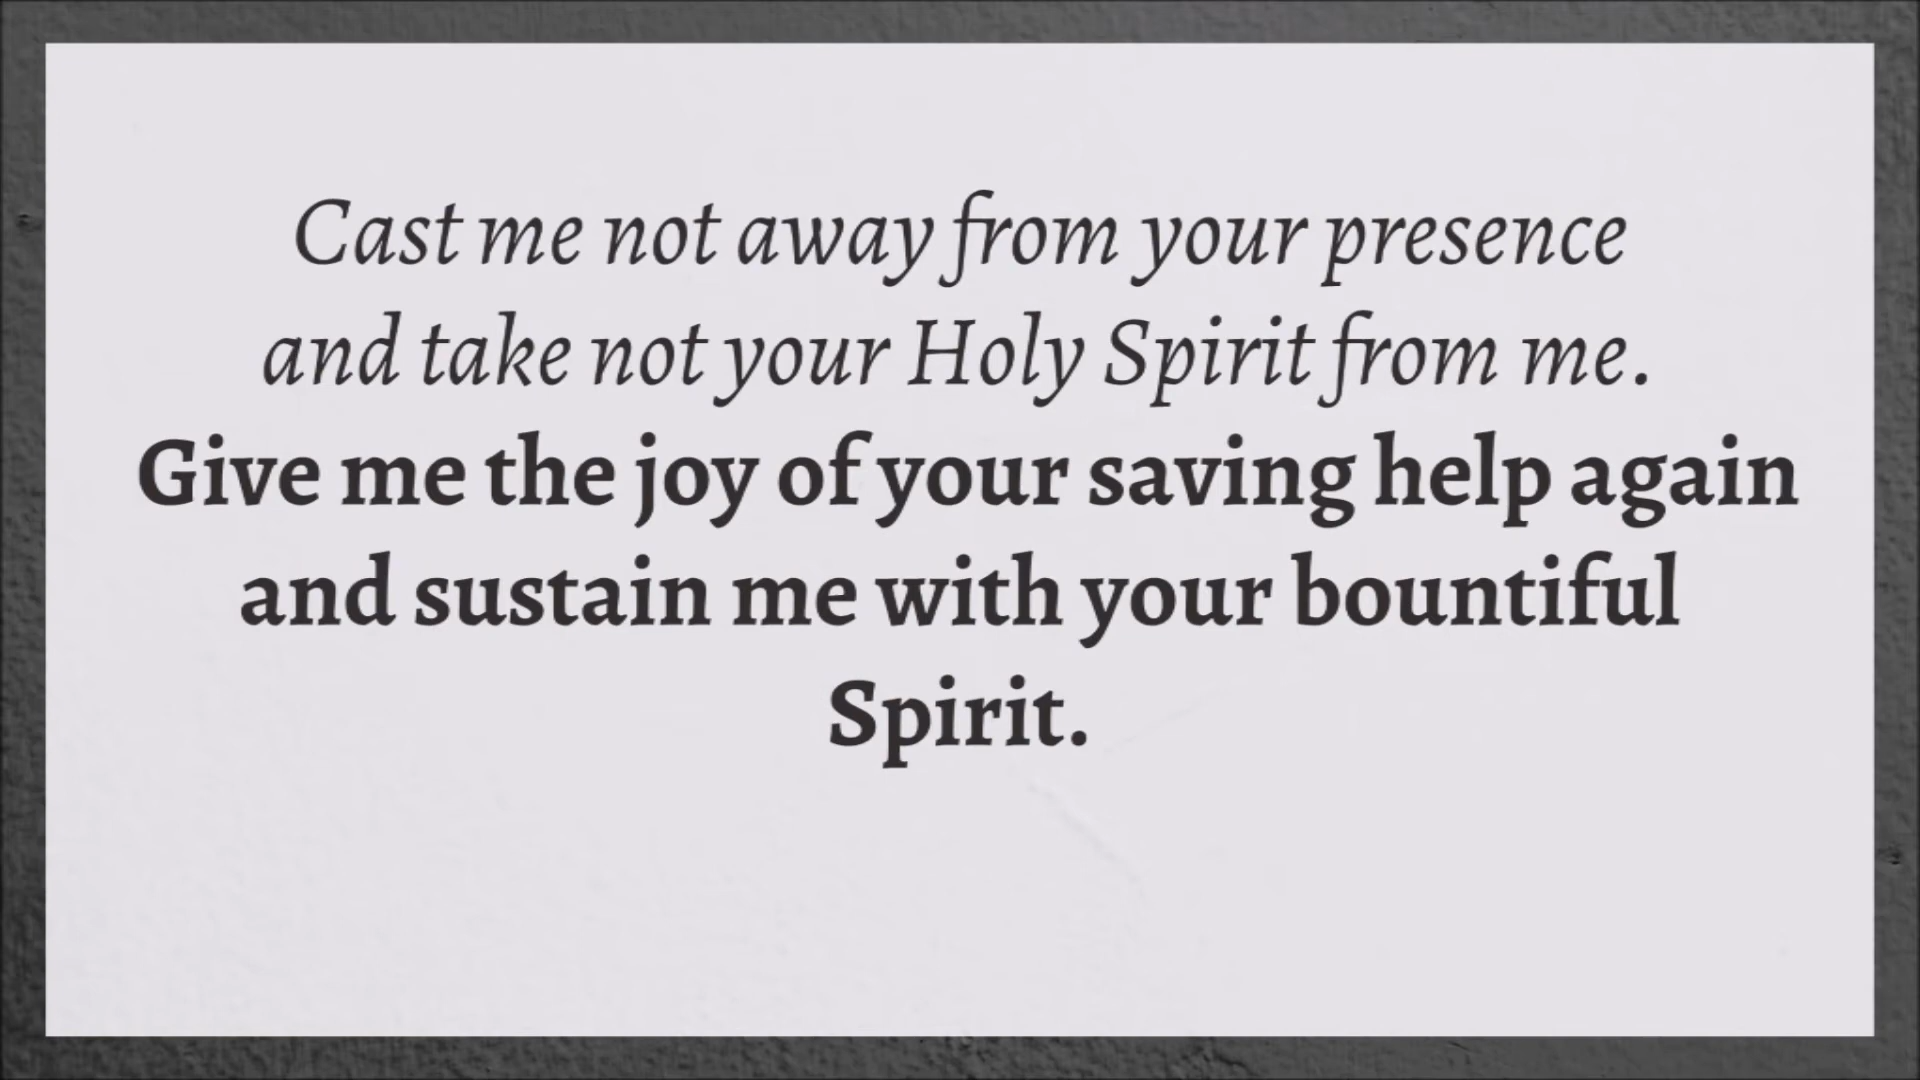 Cast me not away from your presence
and take not your Holy Spirit from me.
Give me the joy of your saving help again
and sustain me with your bountiful
Spirit.